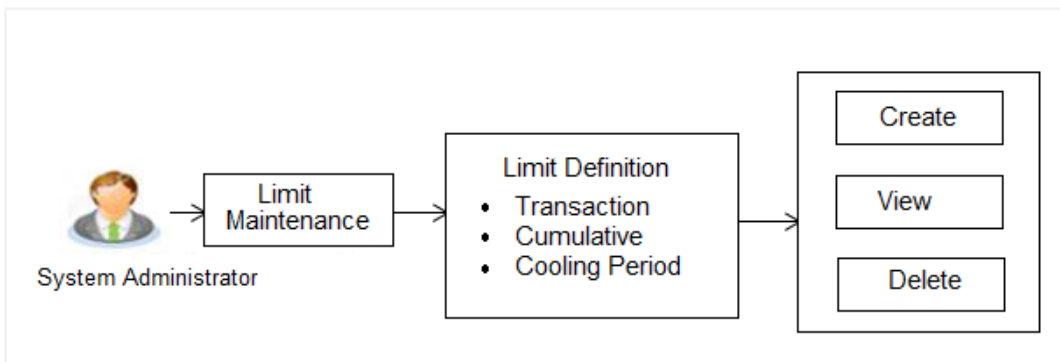 System Administrator
Limit
Maintenance
Limit Definition
• Transaction
• Cumulative
• Cooling Period
Create
View
Delete